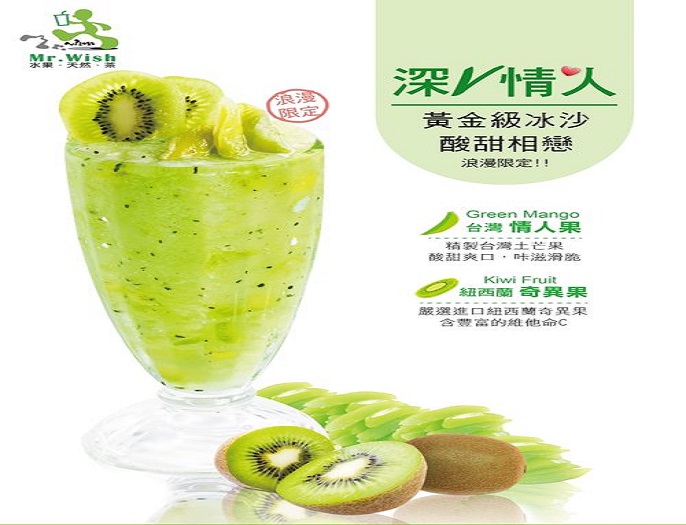 Mr.Wish
水果·天然·茶
浪漫
限定
深V情人
黃金級冰沙
酸甜相戀
浪漫限定!!
Green Mango
台灣 情人果
精製台灣土芒果
酸甜爽口，咔滋滑脆
Kiwi Fruit
紐西蘭 奇異果
嚴選進口紐西蘭奇異果
含豐富的維他命C